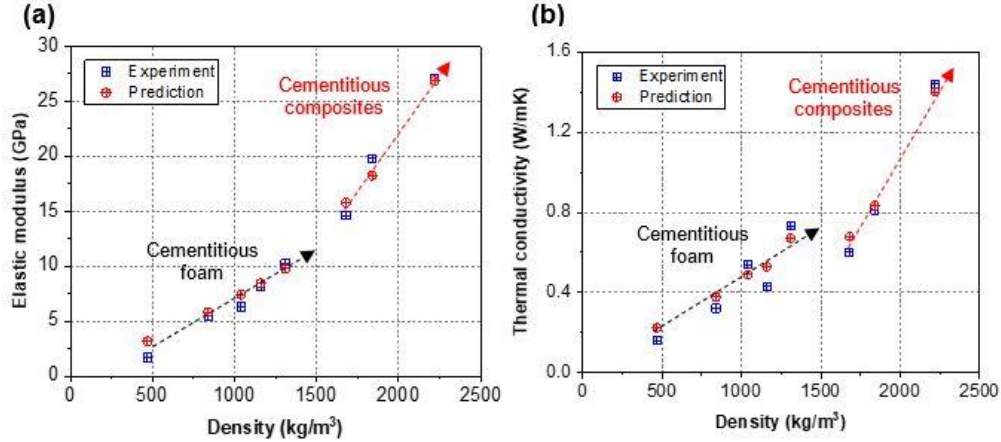 (a)
30
25
20
15
10
5
0
Elastic modulus (GPa)
Experiment
Prediction
Cementitious
composites
Cementitious
foam
500
1000
1500
2000
2500
Density (kg/m³)
(b)
1.6
1.2
0.8
0.4
0.0
Thermal conductivity (W/mK)
Experiment
Prediction
Cementitious
composites
Cementitious
foam
500
1000
1500
2000
2500
Density (kg/m³)